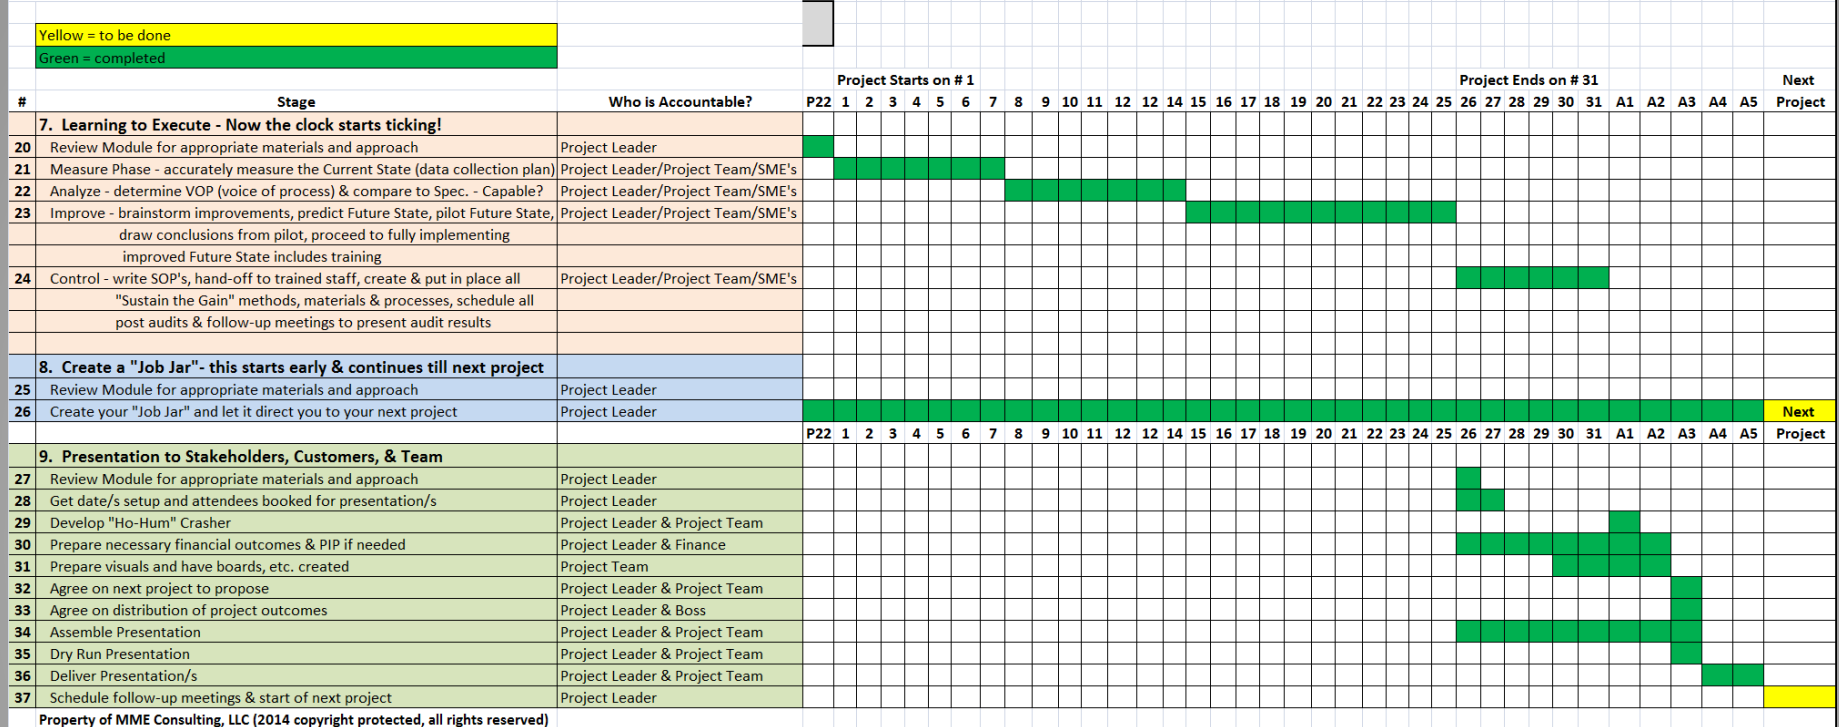 Yellow = to be done
Green = completed
Project Starts on # 1 Project Ends on # 31 Next
# Stage Who is Accountable? P22 1 2 3 4 5 6 7 8 9 10 11 12 12 14 15 16 17 18 19 20 21 22 23 24 25 26 27 28 29 30 31 A1 A2 A3 A4 A5 Project
7. Learning to Execute - Now the clock starts ticking!
20 Review Module for appropriate materials and approach Project Leader
21 Measure Phase - accurately measure the Current State (data collection plan) Project Leader/Project Team/SME's
22 Analyze - determine VOP (voice of process) & compare to Spec. - Capable? Project Leader/Project Team/SME's
23 Improve - brainstorm improvements, predict Future State, pilot Future State, Project Leader/Project Team/SME's
draw conclusions from pilot, proceed to fully implementing
improved Future State includes training
24 Control - write SOP's, hand-off to trained staff, create & put in place all Project Leader/Project Team/SME's
"Sustain the Gain" methods, materials & processes, schedule all
post audits & follow-up meetings to present audit results
8. Create a "Job Jar"- this starts early & continues till next project
25 Review Module for appropriate materials and approach Project Leader
26 Create your "Job Jar" and let it direct you to your next project Project Leader Next
P22 1 2 3 4 5 6 7 8 9 10 11 12 12 14 15 16 17 18 19 20 21 22 23 24 25 26 27 28 29 30 31 A1 A2 A3 A4 A5 Project
9. Presentation to Stakeholders, Customers, & Team
27 Review Module for appropriate materials and approach Project Leader
28 Get date/s setup and attendees booked for presentation/s Project Leader
29 Develop "Ho-Hum" Crasher Project Leader & Project Team
30 Prepare necessary financial outcomes & PIP if needed Project Leader & Finance
31 Prepare visuals and have boards, etc. created Project Team
32 Agree on next project to propose Project Leader & Project Team
33 Agree on distribution of project outcomes Project Leader & Boss
34 Assemble Presentation Project Leader & Project Team
35 Dry Run Presentation Project Leader & Project Team
36 Deliver Presentation/s Project Leader & Project Team
37 Schedule follow-up meetings & start of next project Project Leader
Property of MME Consulting, LLC (2014 copyright protected, all rights reserved)